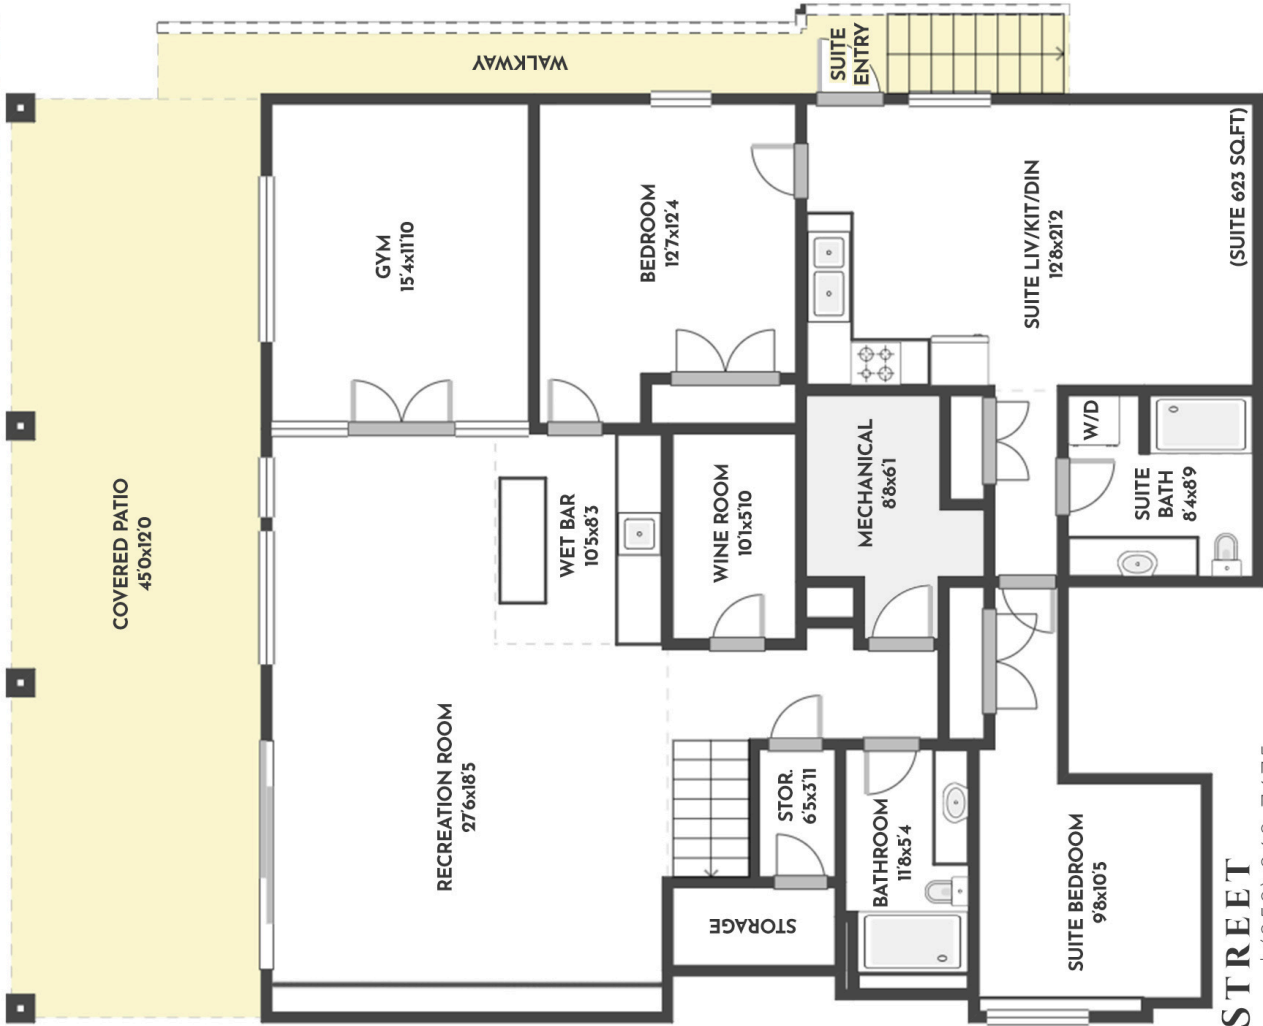 WALKWAY
SUITE
ENTRY
GYM
15'4x11'10
BEDROOM
12'7x12'4
SUITE LIV/KIT/DIN
12'8x21'2
(SUITE 623 SQ.FT)
COVERED PATIO
45'0x12'0
WET BAR
10'5x8'3
WINE ROOM
10'1x5'10
MECHANICAL
8'8x6'1
W/D
SUITE
BATH
8'4x8'9
RECREATION ROOM
27'6x18'5
STOR.
6'5x3'11
STORAGE
BATHROOM
11'8x5'4
SUITE BEDROOM
9'8x10'5
STREET